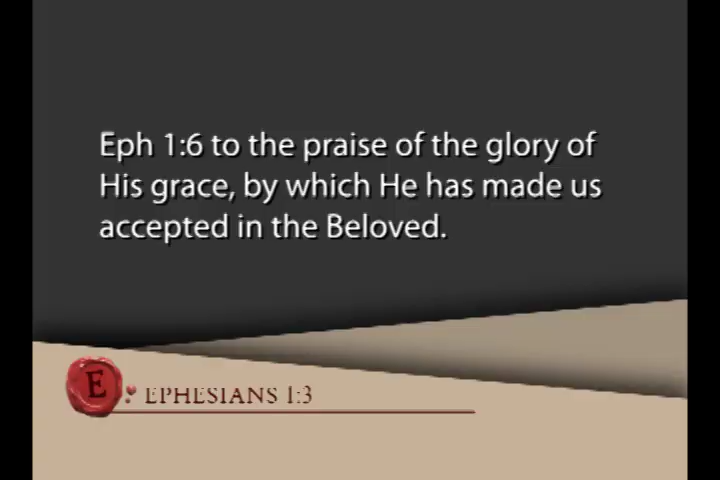 Eph 1:6 to the praise of the glory of
His grace, by which He has made us
accepted in the Beloved.
E
EPHESIANS 1:3